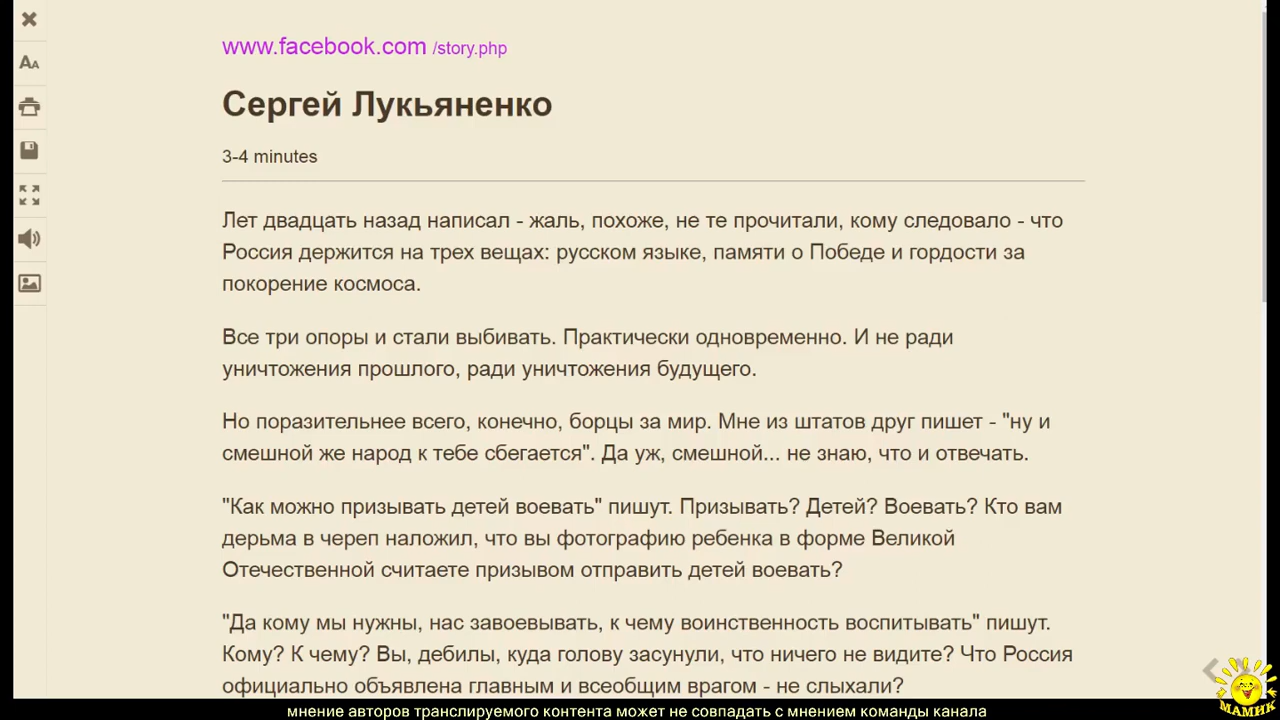 www.facebook.com /story.php
Сергей Лукьяненко
3-4 minutes
Лет двадцать назад написал - жаль, похоже, не те прочитали, кому следовало - что
Россия держится на трех вещах: русском языке, памяти о Победе и гордости за
покорение космоса.
Все три опоры и стали выбивать. Практически одновременно. И не ради
уничтожения прошлого, ради уничтожения будущего.
Но поразительнее всего, конечно, борцы за мир. Мне из штатов друг пишет - "ну и
смешной же народ к тебе сбегается". Да уж, смешной... не знаю, что и отвечать.
"Как можно призывать детей воевать" пишут. Призывать? Детей? Воевать? Кто вам
дерьма в череп наложил, что вы фотографию ребенка в форме Великой
Отечественной считаете призывом отправить детей воевать?
"Да кому мы нужны, нас завоевывать, к чему воинственность воспитывать" пишут.
Кому? К чему? Вы, дебилы, куда голову засунули, что ничего не видите? Что Россия
официально объявлена главным и всеобщим врагом - не слыхали?
МАМИК
мнение авторов транслируемого контента может не совпадать с мнением команды канала